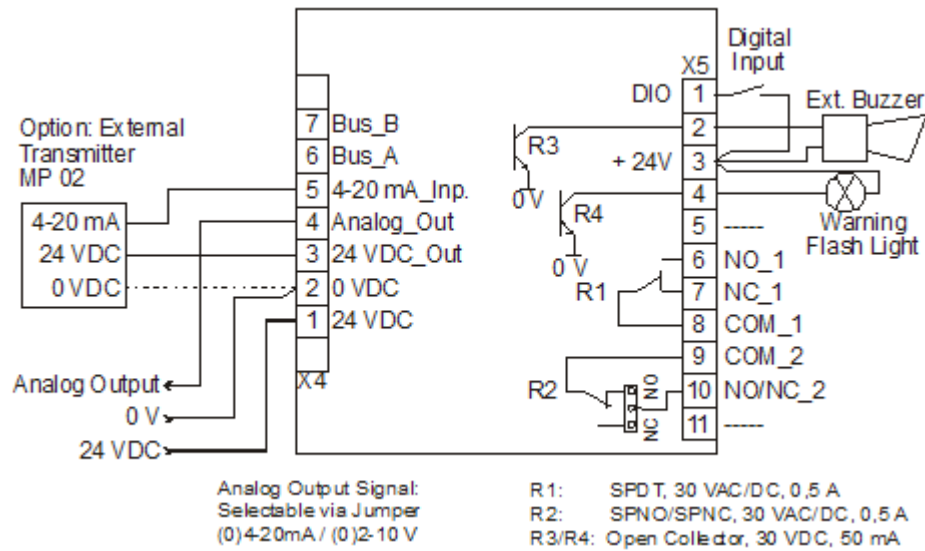 Digital
Input
X5
DIO 1
Ext. Buzzer
2
R3
+ 24V 3
0 V
4
R4
Warning
Flash Light
5 -----
0 V
6 NO_1
R1
7 NC_1
8 COM_1
9 COM_2
R2
NO
10 NO/NC_2
NC
11 -----
Option: External
Transmitter
MP 02
4-20 mA
24 VDC
0 VDC
7 Bus_B
6 Bus_A
5 4-20 mA_Inp.
4 Analog_Out
3 24 VDC_Out
2 0 VDC
1 24 VDC
X4
Analog Output
0 V
24 VDC
Analog Output Signal:
Selectable via Jumper
(0)4-20mA / (0)2-10 V
R1: SPDT, 30 VAC/DC, 0,5 A
R2: SPNO/SPNC, 30 VAC/DC, 0,5 A
R3/R4: Open Collector, 30 VDC, 50 mA